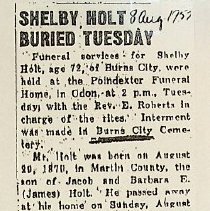 SHELBY HOLT 8 Aug 1952
BURIED TUESDAY
Funeral services for Shelby
Holt, age 72, of Burns City, were
held at the Poindexter Funeral
Home, in Odon, at 2 p.m., Tues-
day, with the Rev. E. Roberts in
charge of the rites. Interment
was made in Burns City Ceme-
tery.
Mr. Holt was born on August
20, 1870, in Martin County, the
son of Jacob and Barbara E.
(James) Holt. He passed away
at his home on Sunday, August